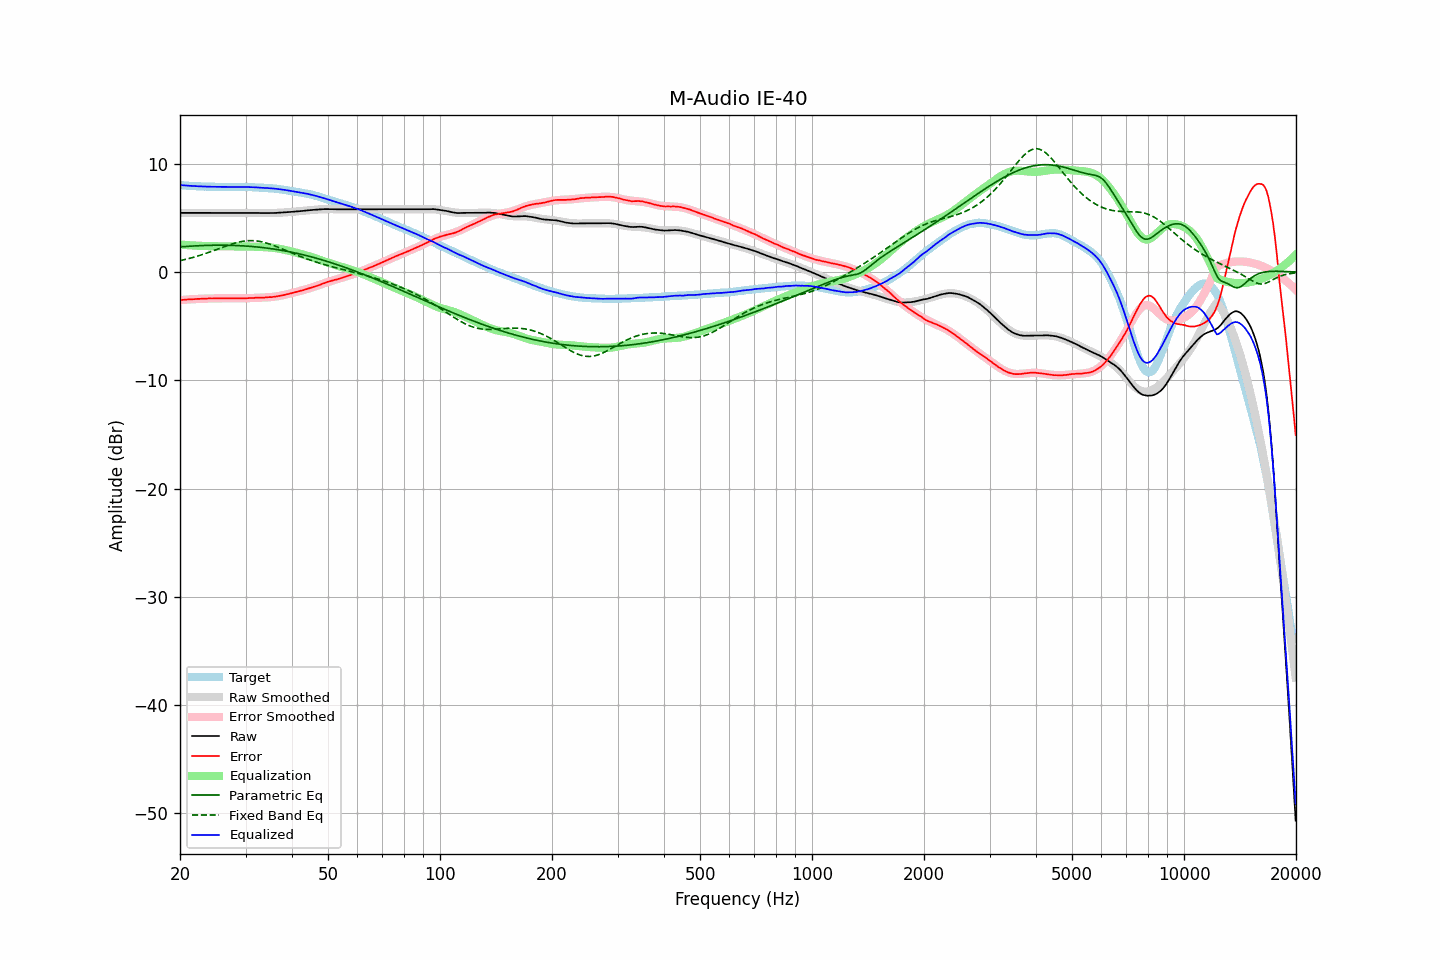 M-Audio IE-40
10
0
−10
−20
−30
−40
−50
Amplitude (dBr)
Target
Raw Smoothed
Error Smoothed
Raw
Error
Equalization
Parametric Eq
Fixed Band Eq
Equalized
20 50 100 200 500 1000 2000 5000 10000 20000
Frequency (Hz)